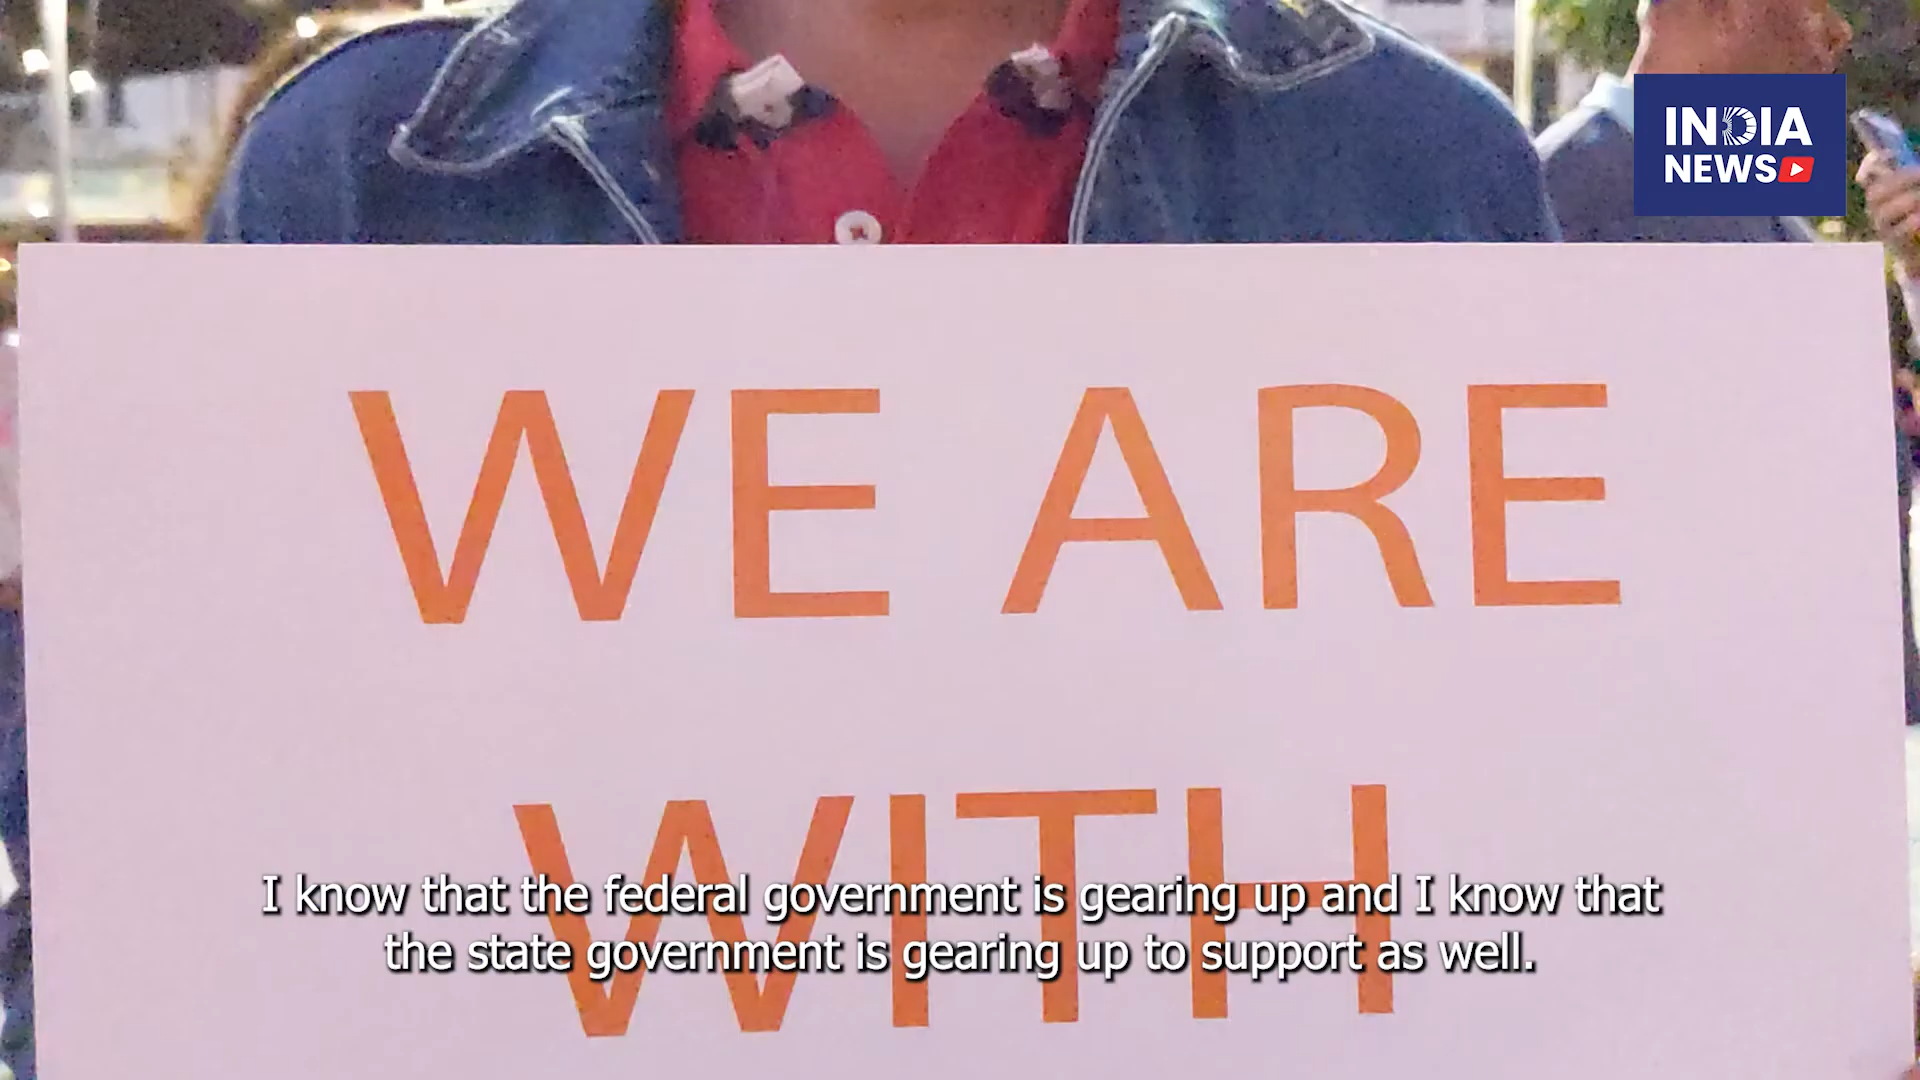 INDIA
NEWS
WE ARE
WITH
I know that the federal government is gearing up and I know that
the state government is gearing up to support as well.